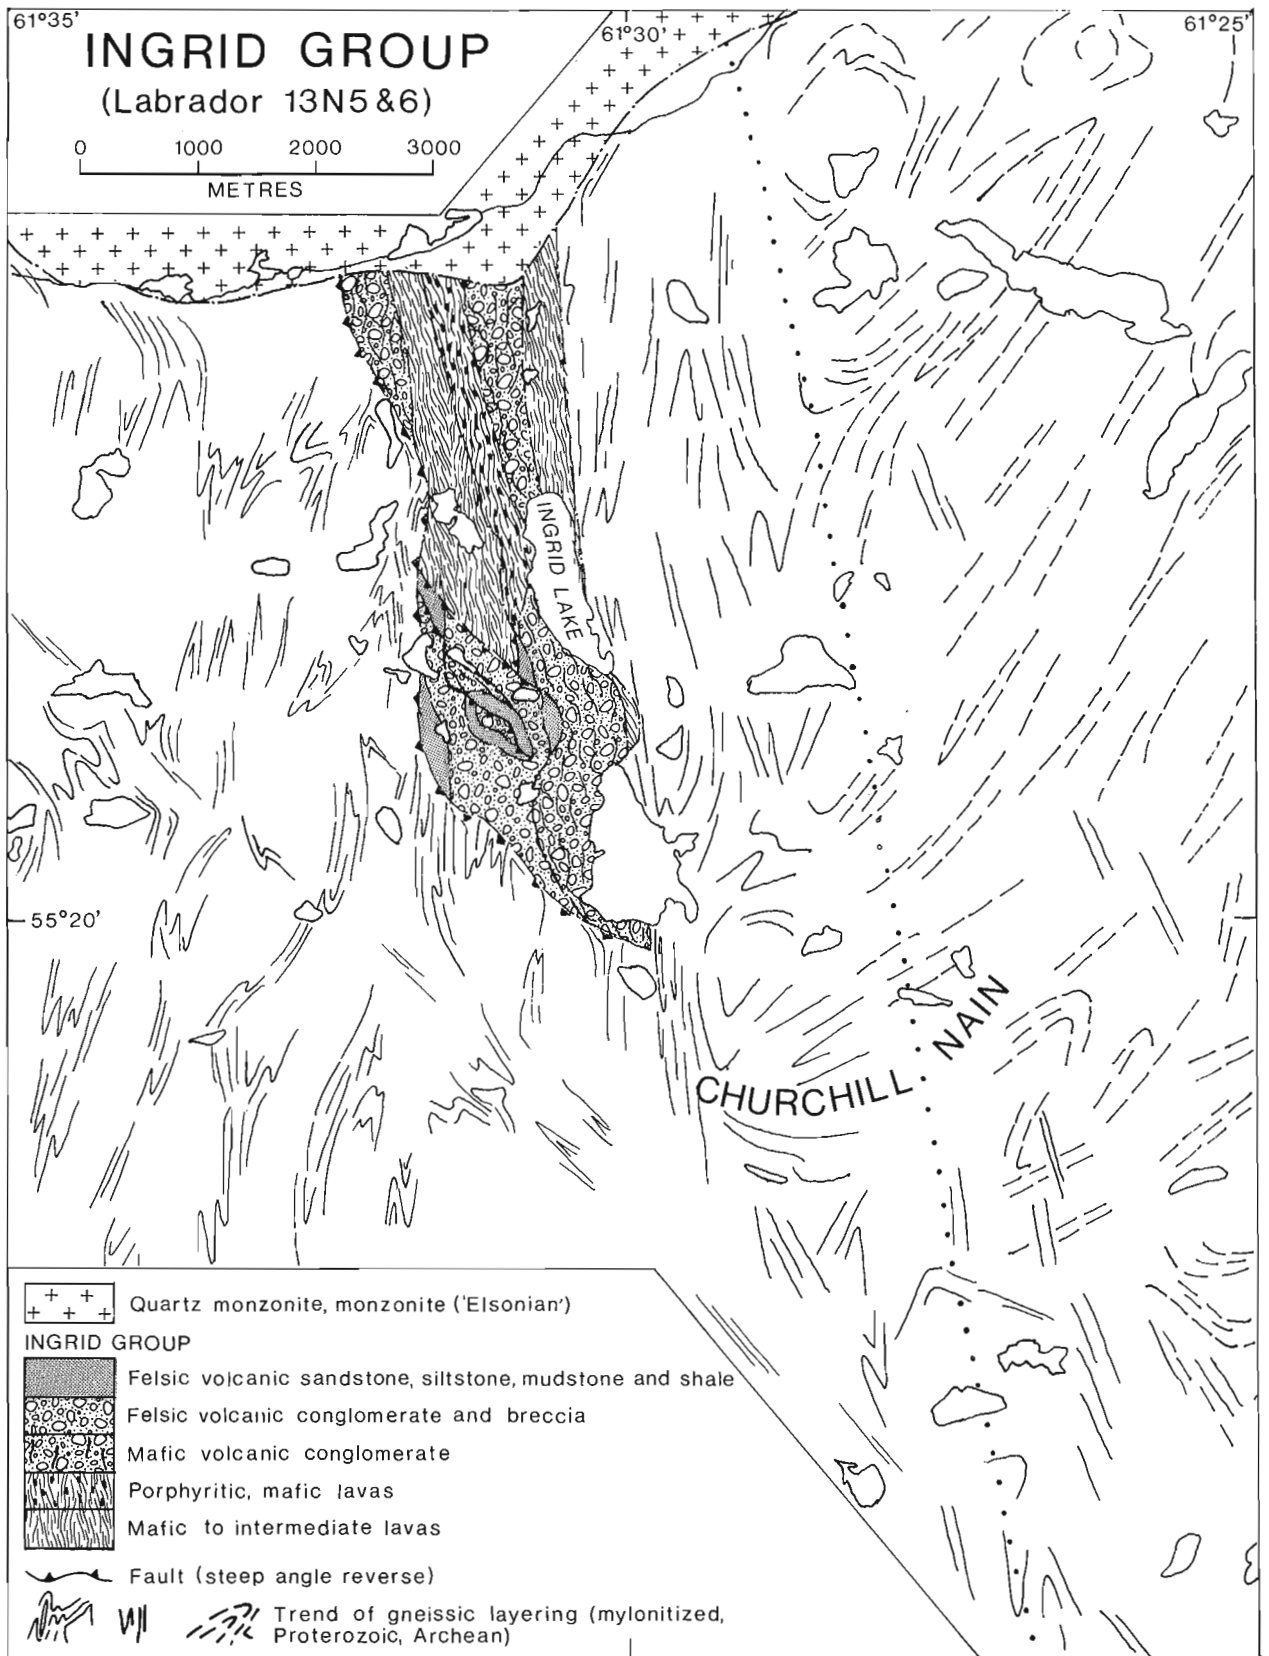 61°35'
61°30'
61°25'
INGRID GROUP
(Labrador 13N5&6)
0 1000 2000 3000
METRES
INGRID LAKE
55°20'
NAIN
CHURCHILL
Quartz monzonite, monzonite ('Elsonian')
INGRID GROUP
Felsic volcanic sandstone, siltstone, mudstone and shale
Felsic volcanic conglomerate and breccia
Mafic volcanic conglomerate
Porphyritic, mafic lavas
Mafic to intermediate lavas
Fault (steep angle reverse)
Trend of gneissic layering (mylonitized,
Proterozoic, Archean)